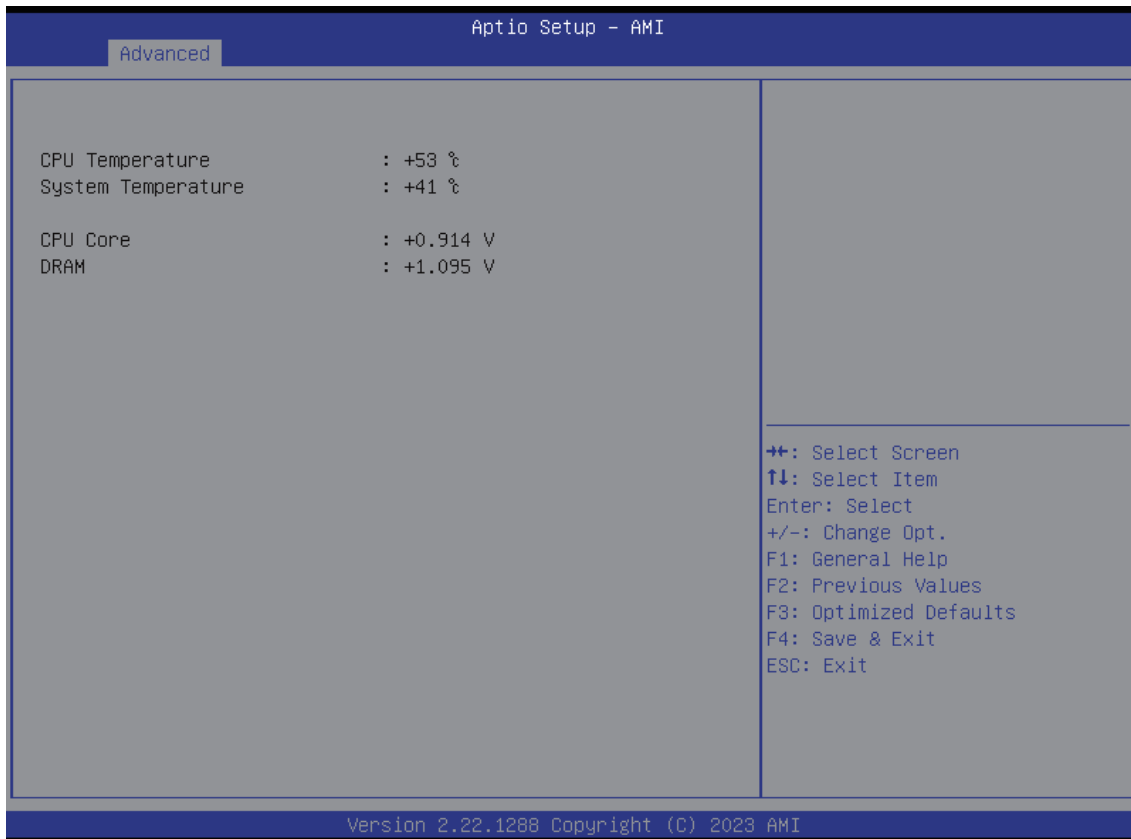 Aptio Setup – AMI
Advanced
CPU Temperature : +53 ℃
System Temperature : +41 ℃
CPU Core : +0.914 V
DRAM : +1.095 V
→←: Select Screen
↑↓: Select Item
Enter: Select
+/-: Change Opt.
F1: General Help
F2: Previous Values
F3: Optimized Defaults
F4: Save & Exit
ESC: Exit
Version 2.22.1288 Copyright (C) 2023 AMI